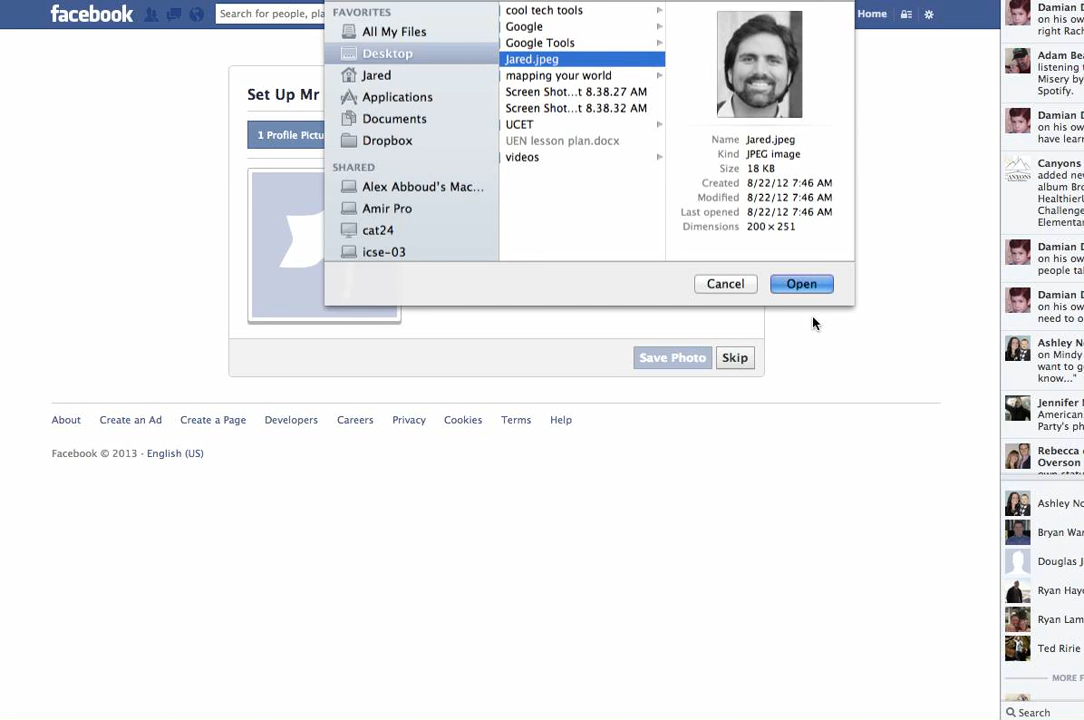 facebook
Search for people, pla
Home
Set Up Mr
1 Profile Pictu
FAVORITES
All My Files
Desktop
Jared
Applications
Documents
Dropbox
SHARED
Alex Abboud's Mac...
Amir Pro
cat24
icse-03
cool tech tools
Google
Google Tools
Jared.jpeg
mapping your world
Screen Shot...t 8.38.27 AM
Screen Shot...t 8.38.32 AM
UCET
UEN lesson plan.docx
videos
Name Jared.jpeg
Kind JPEG image
Size 18 KB
Created 8/22/12 7:46 AM
Modified 8/22/12 7:46 AM
Last opened 8/22/12 7:46 AM
Dimensions 200 × 251
Cancel
Open
Save Photo
Skip
About
Create an Ad
Create a Page
Developers
Careers
Privacy
Cookies
Terms
Help
Facebook © 2013 · English (US)
Damian D
on his ow
right Rach
Adam Bea
listening t
Misery by
Spotify.
Damian D
on his ow
have learn
Canyons
added nev
album Bro
Healthier
Challenge
Elementar
Damian D
on his ow
people tal
Damian D
on his ow
need to o
Ashley No
on Mindy
want to ge
know..."
Jennifer M
American
Party's ph
Rebecca
Overson
Ashley No
Bryan War
Douglas J
Ryan Hay
Ryan Lam
Ted Ririe
MORE F
Search